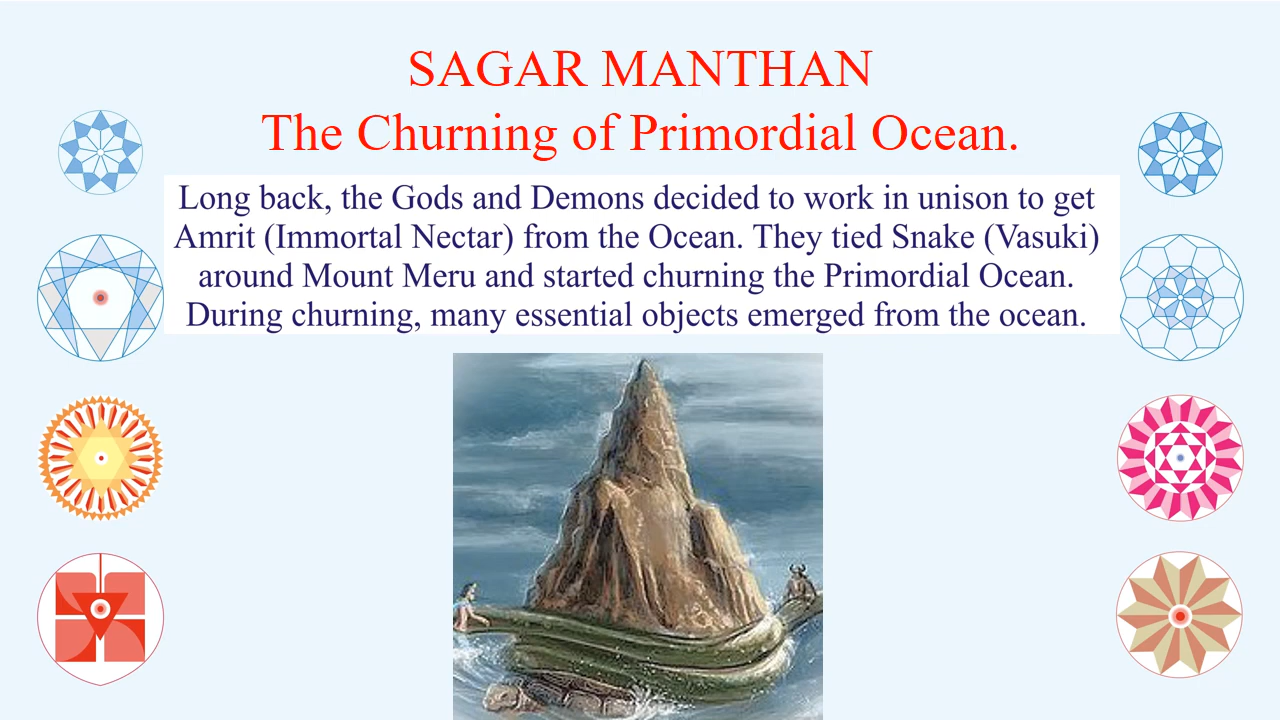 SAGAR MANTHAN
The Churning of Primordial Ocean.
Long back, the Gods and Demons decided to work in unison to get
Amrit (Immortal Nectar) from the Ocean. They tied Snake (Vasuki)
around Mount Meru and started churning the Primordial Ocean.
During churning, many essential objects emerged from the ocean.